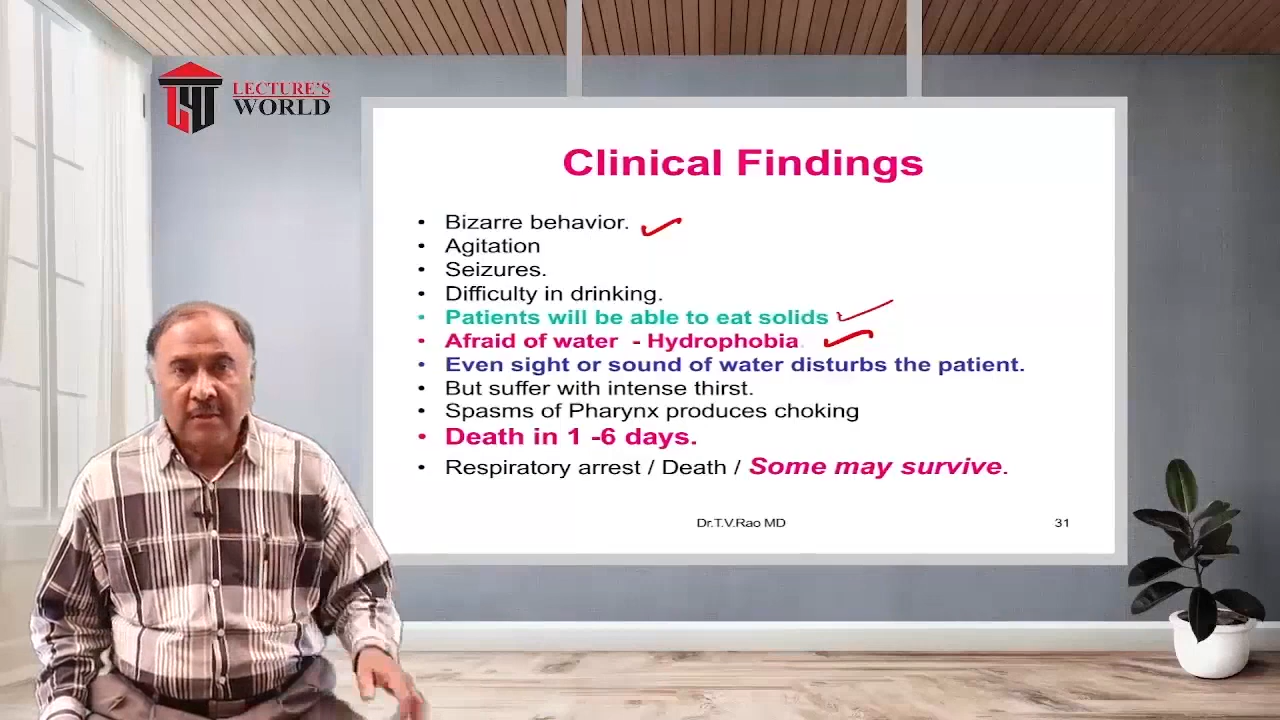 LECTURE'S
WORLD
Clinical Findings
• Bizarre behavior.
• Agitation
• Seizures.
• Difficulty in drinking.
• Patients will be able to eat solids
• Afraid of water - Hydrophobia.
• Even sight or sound of water disturbs the patient.
• But suffer with intense thirst.
• Spasms of Pharynx produces choking
• Death in 1 -6 days.
• Respiratory arrest / Death / Some may survive.
Dr.T.V.Rao MD
31